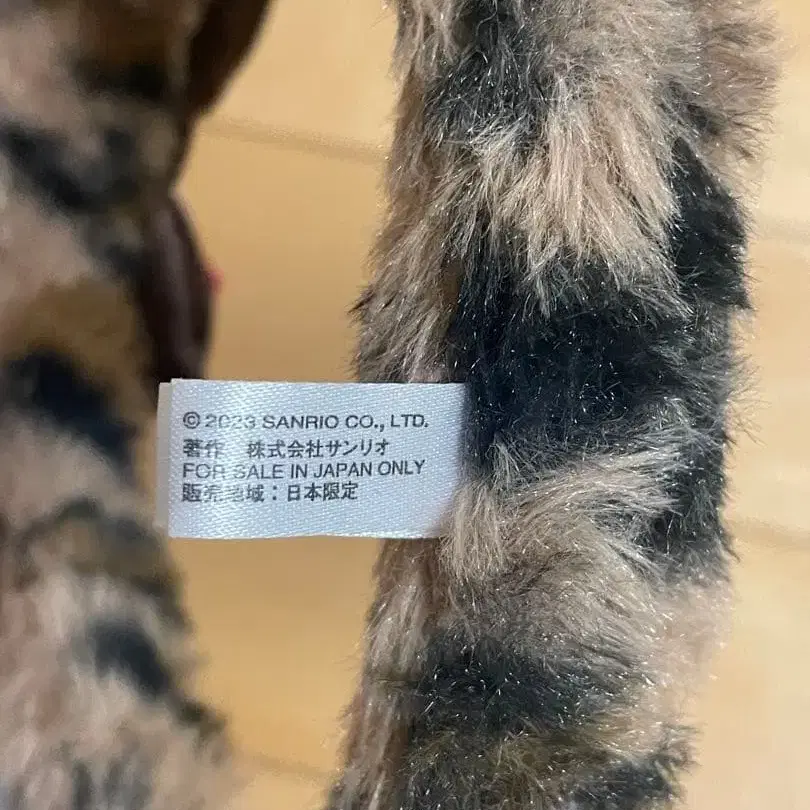 © 2023 SANRIO CO., LTD.
著作　株式会社サンリオ
FOR SALE IN JAPAN ONLY
販売地域：日本限定